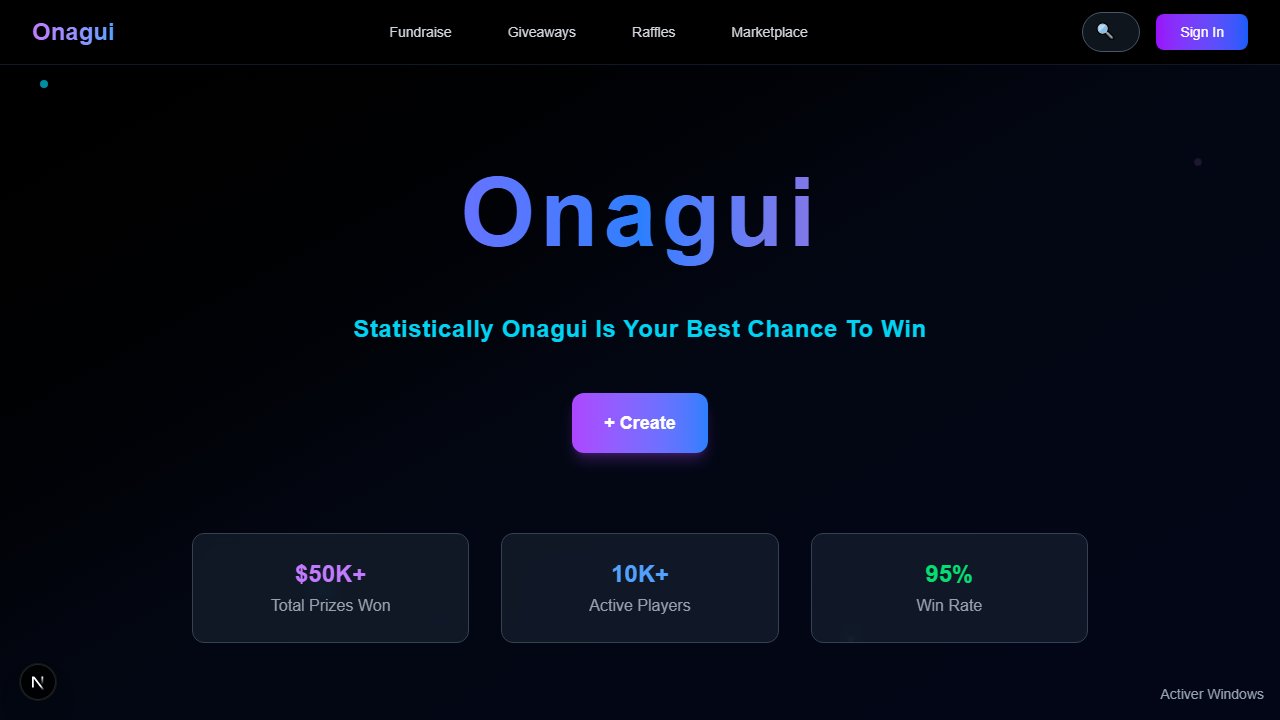 Onagui
Fundraise
Giveaways
Raffles
Marketplace
Sign In
Onagui
Statistically Onagui Is Your Best Chance To Win
+ Create
$50K+
Total Prizes Won
10K+
Active Players
95%
Win Rate
N
Activer Windows